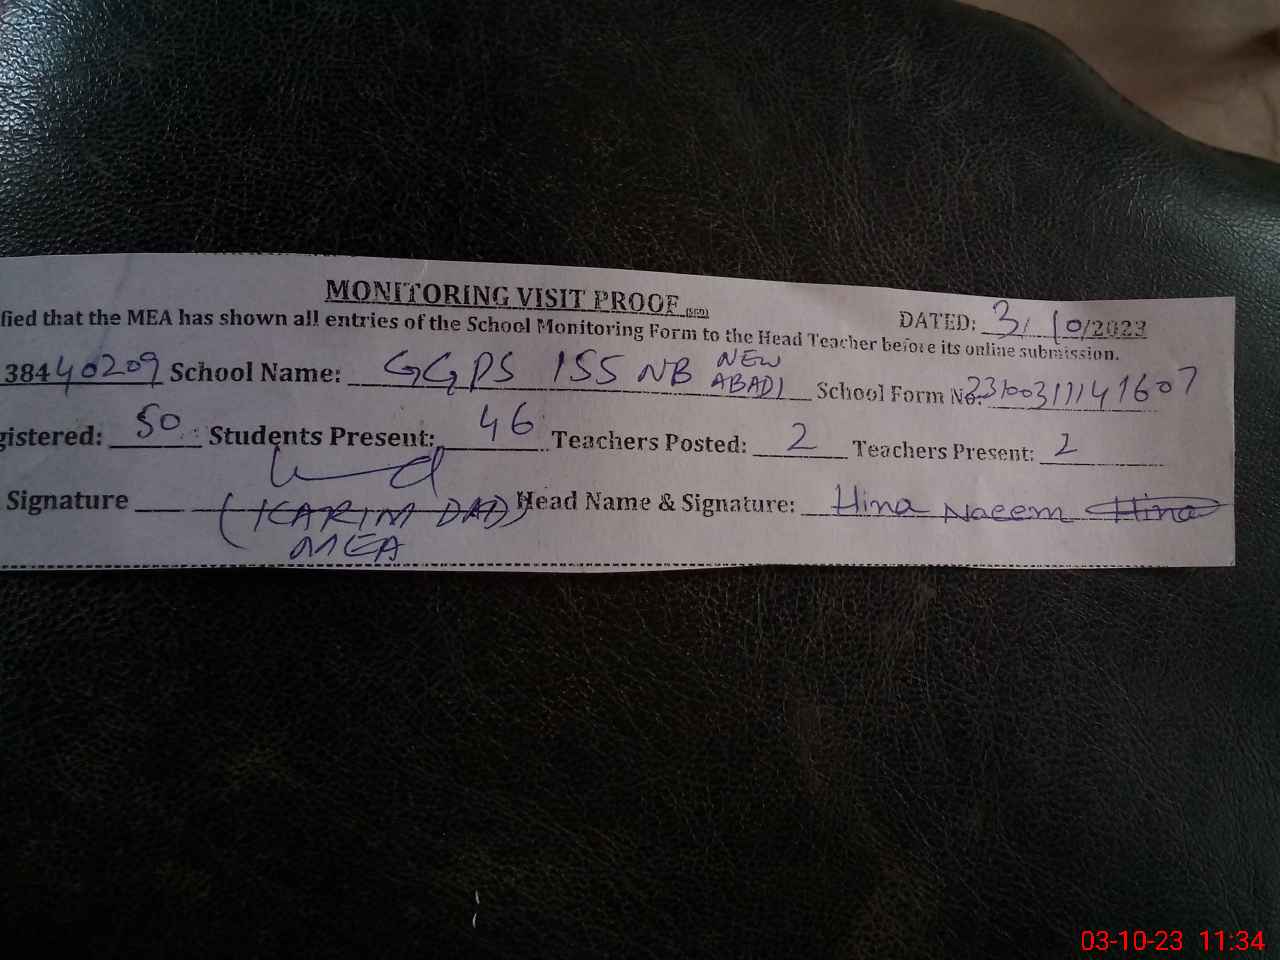 MONITORING VISIT PROOF (SED)
DATED: 3/10/2023
fied that the MEA has shown all entries of the School Monitoring Form to the Head Teacher before its online submission.
38440209 School Name: GGPS 155 NB NEW ABADI School Form No: 23100311141607
gistered: 50 Students Present: 46 Teachers Posted: 2 Teachers Present: 2
Signature (KARIM DAD) Head Name & Signature: Hina Naeem Hina
MEA
03-10-23 11:34